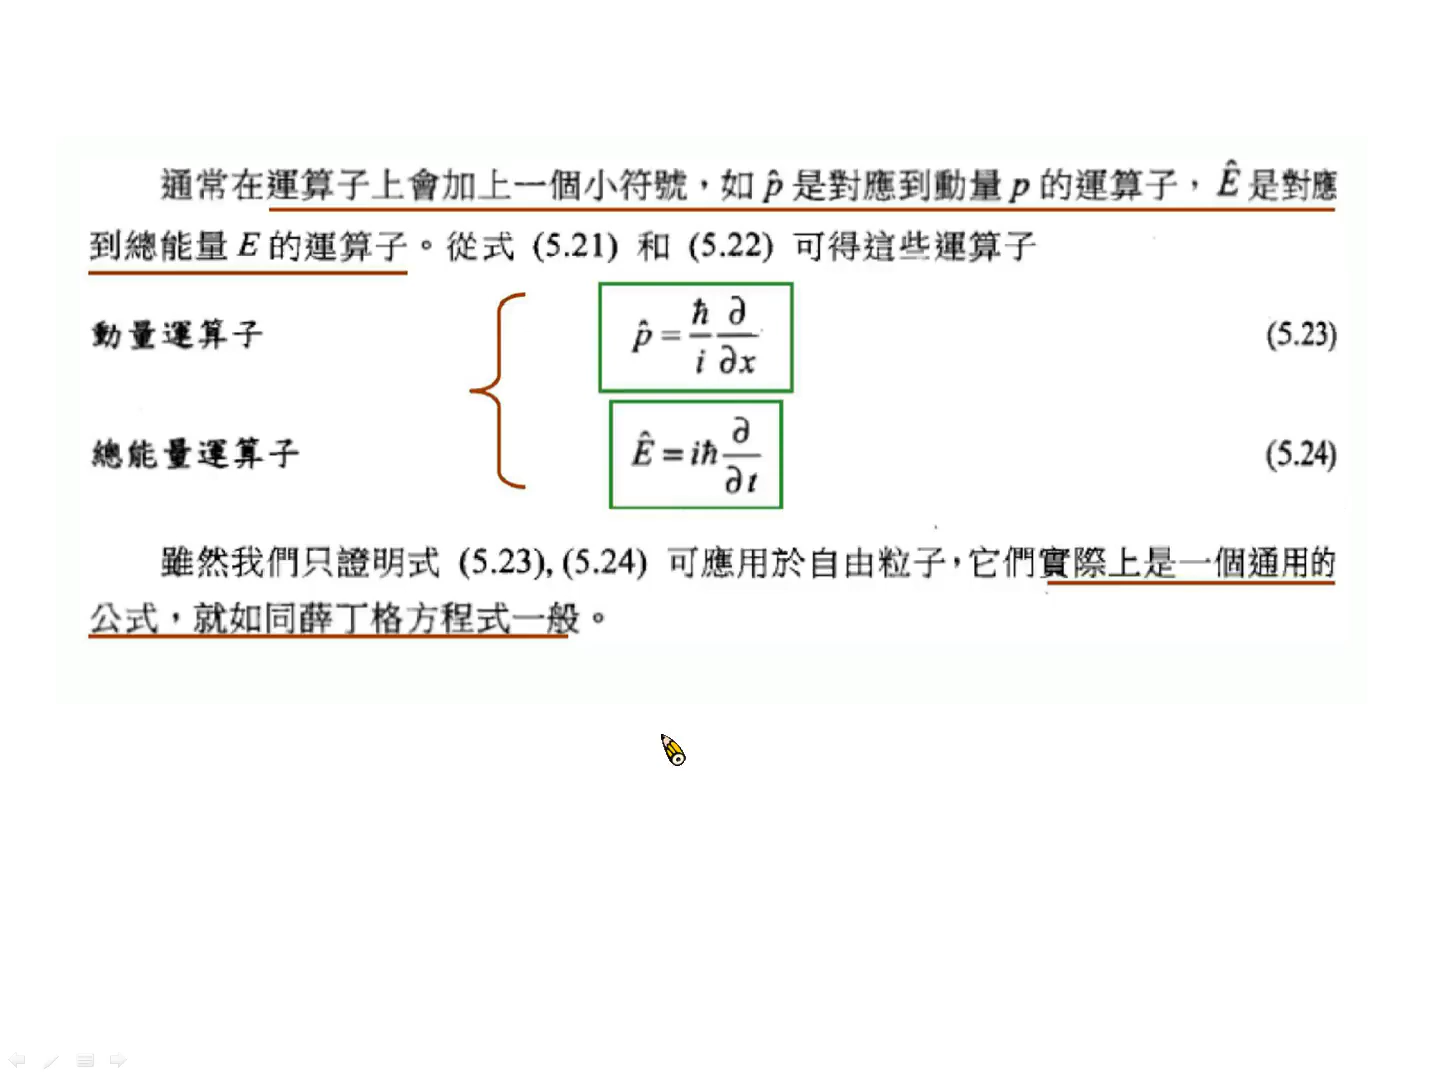 通常在運算子上會加上一個小符號，如 p̂ 是對應到動量 p 的運算子，Ê 是對應
到總能量 E 的運算子。從式 (5.21) 和 (5.22) 可得這些運算子
動量運算子 p̂ = ħ/i ∂/∂x (5.23)
總能量運算子 Ê = iħ ∂/∂t (5.24)
雖然我們只證明式 (5.23), (5.24) 可應用於自由粒子，它們實際上是一個通用的
公式，就如同薛丁格方程式一般。